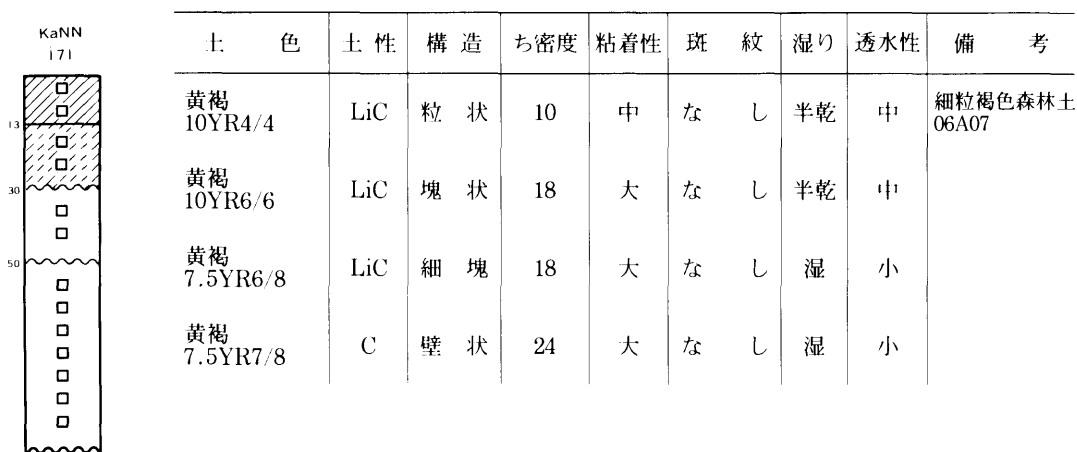 KaNN
171
13
30
50
土 色 土性 構造 ち密度 粘着性 斑紋 湿り 透水性 備考
黄褐 LiC 粒状 10 中 なし 半乾 中 細粒褐色森林土
10YR4/4 06A07
黄褐 LiC 塊状 18 大 なし 半乾 中
10YR6/6
黄褐 LiC 細塊 18 大 なし 湿 小
7.5YR6/8
黄褐 C 壁状 24 大 なし 湿 小
7.5YR7/8